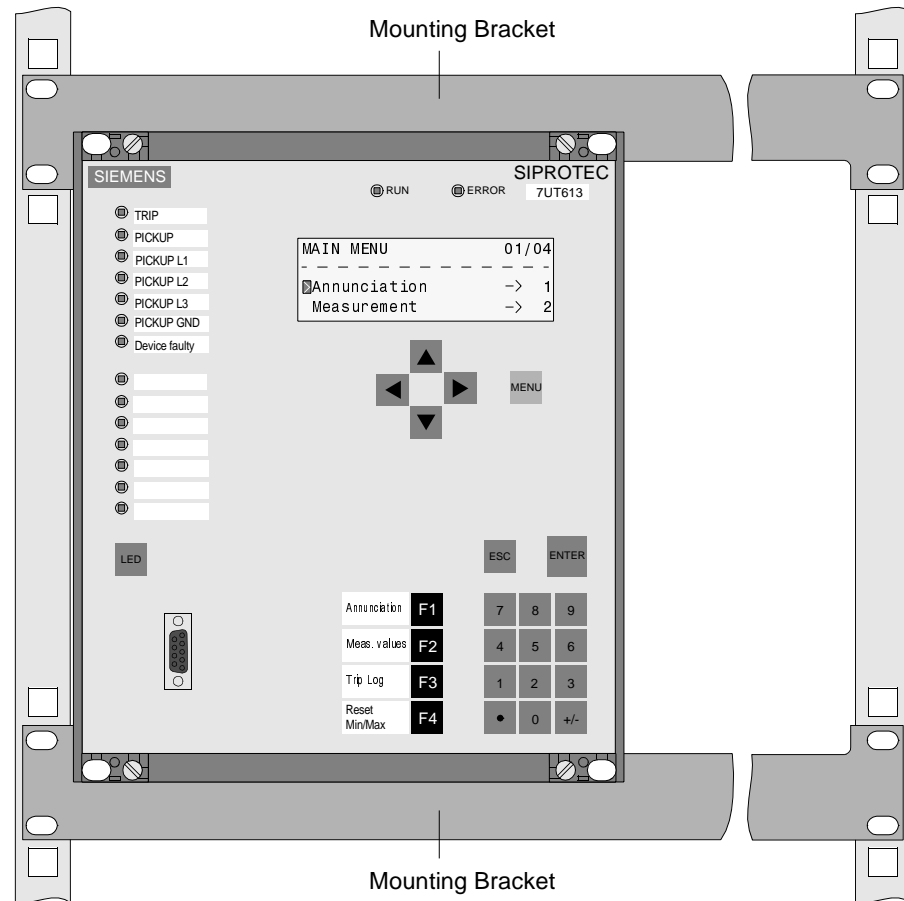 Mounting Bracket
SIEMENS
SIPROTEC
RUN
ERROR
7UT613
TRIP
PICKUP
PICKUP L1
PICKUP L2
PICKUP L3
PICKUP GND
Device faulty
MAIN MENU 01/04
Annunciation -> 1
Measurement -> 2
MENU
LED
ESC
ENTER
Annunciation F1
Meas. values F2
Trip Log F3
Reset
Min/Max F4
7 8 9
4 5 6
1 2 3
• 0 +/-
Mounting Bracket